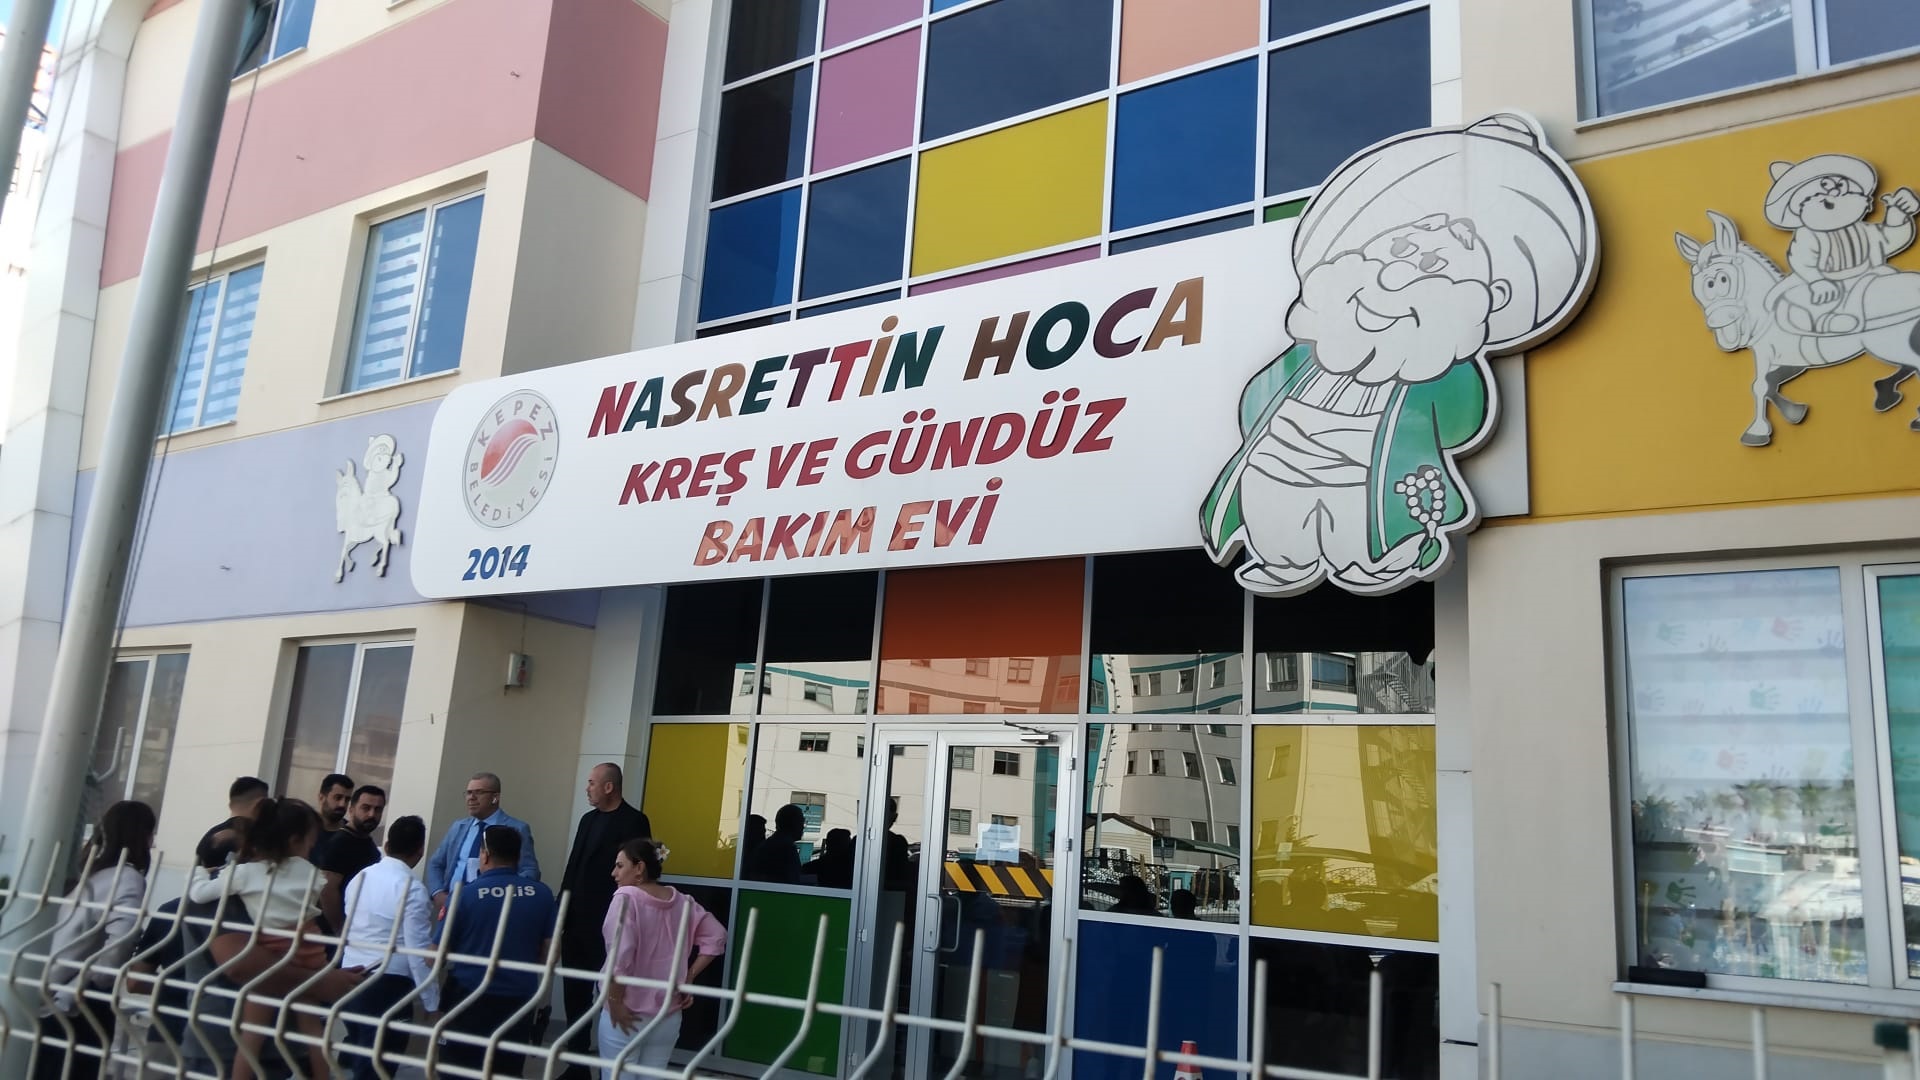 NASRETTİN HOCA
KREŞ VE GÜNDÜZ
BAKIM EVİ
KEPEZ
BELEDİYESİ
2014
POLİS